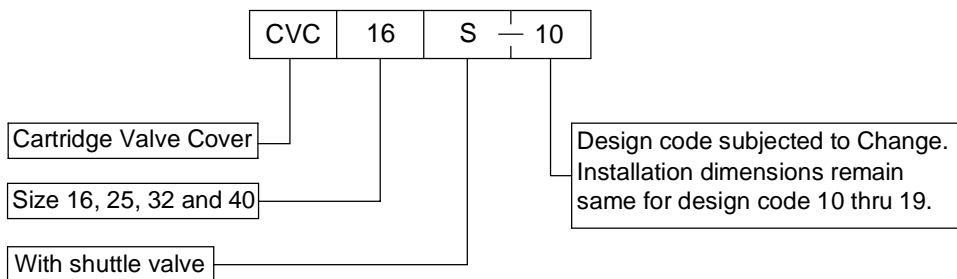 CVC 16 S — 10
Cartridge Valve Cover
Size 16, 25, 32 and 40
With shuttle valve
Design code subjected to Change.
Installation dimensions remain
same for design code 10 thru 19.